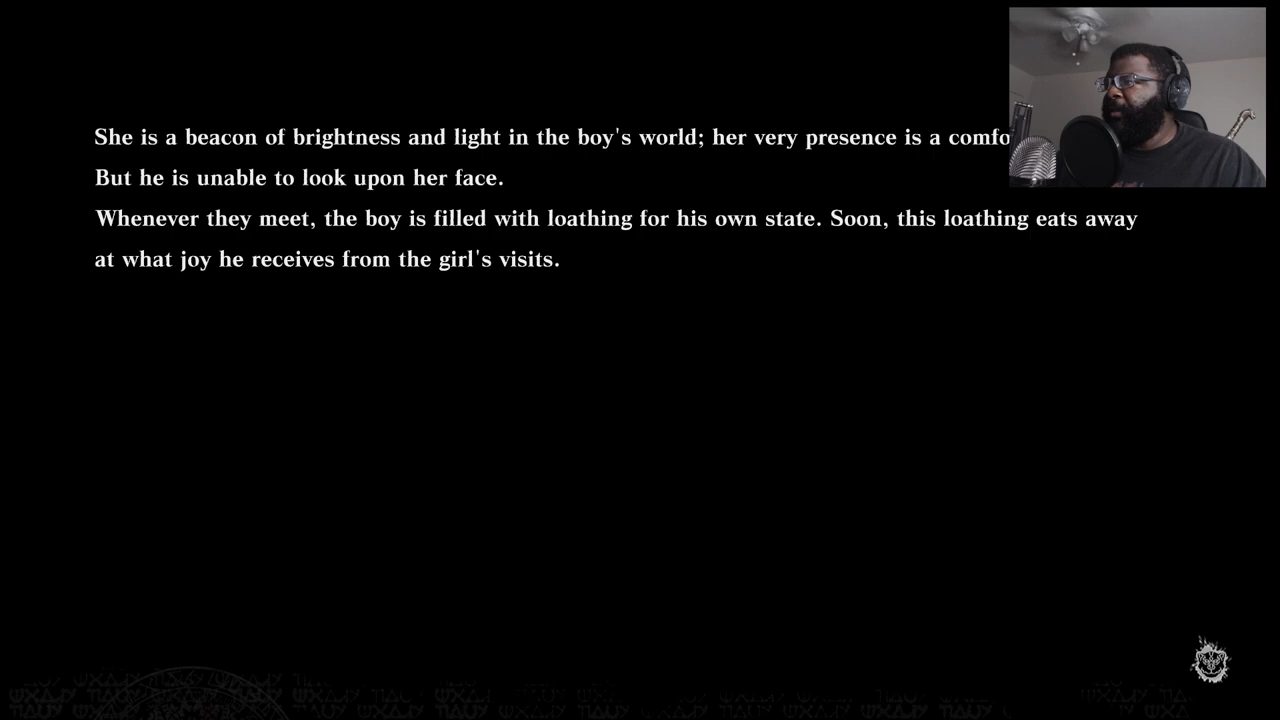 She is a beacon of brightness and light in the boy's world; her very presence is a
But he is unable to look upon her face.
Whenever they meet, the boy is filled with loathing for his own state. Soon, this loathing eats away
at what joy he receives from the girl's visits.